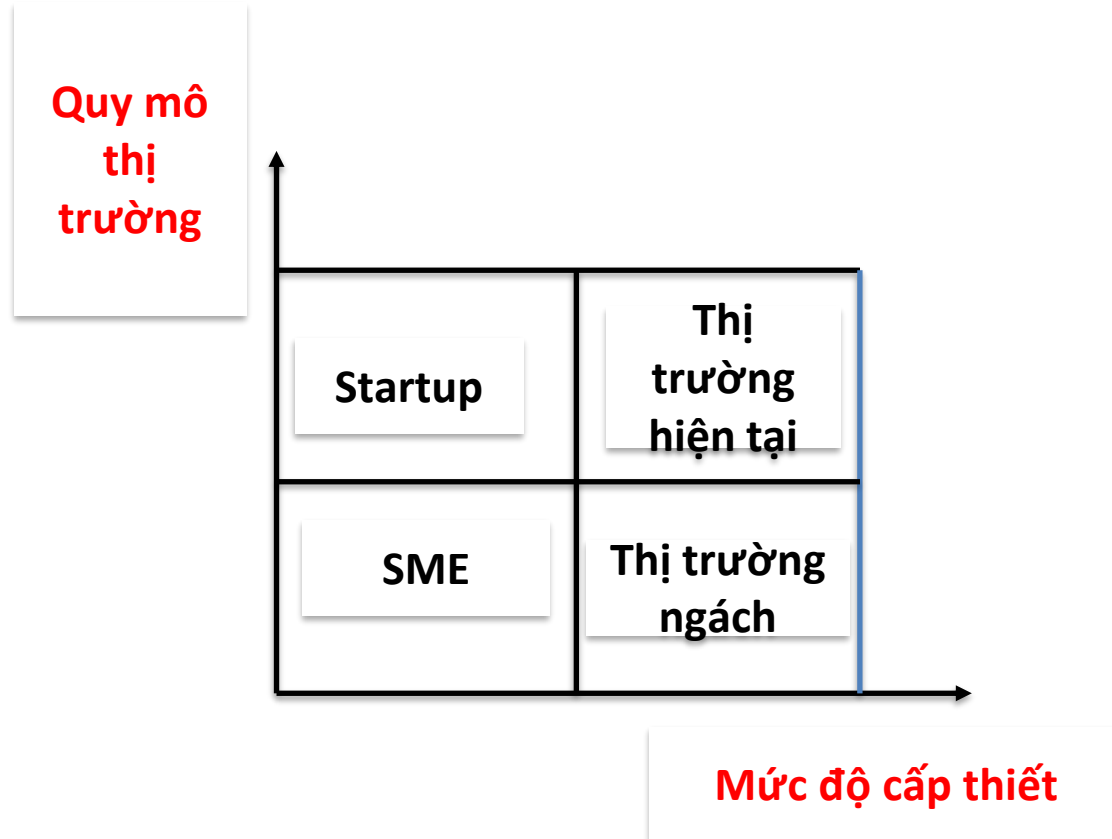 Quy mô
thị
trường
Startup
Thị
trường
hiện tại
SME
Thị trường
ngách
Mức độ cấp thiết